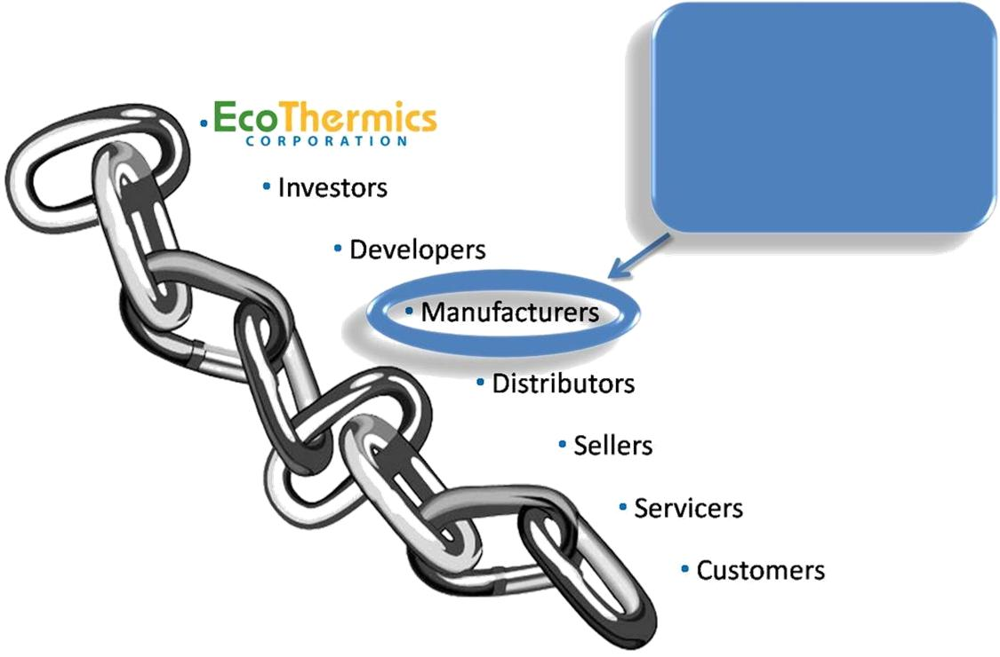 • EcoThermics
CORPORATION
• Investors
• Developers
• Manufacturers
• Distributors
• Sellers
• Servicers
• Customers